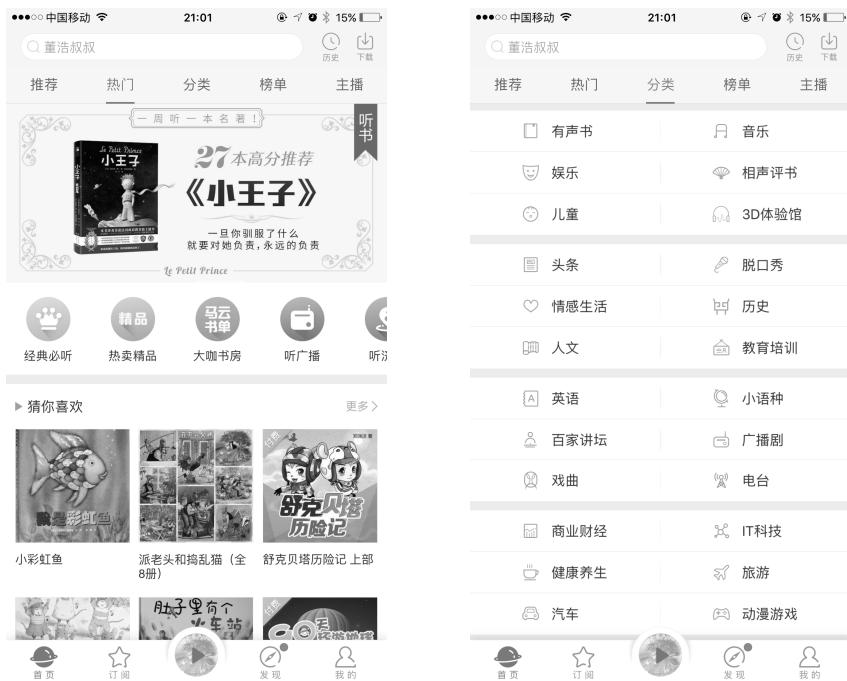 中国移动 21:01 15%
董浩叔叔 历史 下载
推荐 热门 分类 榜单 主播
一周听一本名著!
听书
Le Petit Prince
小王子
27本高分推荐
《小王子》
一旦你驯服了什么
就要对她负责,永远的负责
Le Petit Prince
精品
马云书单
经典必听 热卖精品 大咖书房 听广播
猜你喜欢 更多
我是彩虹鱼
付费
舒克贝塔历险记
小彩虹鱼
派老头和捣乱猫（全8册）
舒克贝塔历险记 上部
肚子里有个火车站
付费
首页 订阅 发现 我的
中国移动 21:01 15%
董浩叔叔 历史 下载
推荐 热门 分类 榜单 主播
有声书 音乐
娱乐 相声评书
儿童 3D体验馆
头条 脱口秀
情感生活 历史
人文 教育培训
英语 小语种
百家讲坛 广播剧
戏曲 电台
商业财经 IT科技
健康养生 旅游
汽车 动漫游戏
首页 订阅 发现 我的